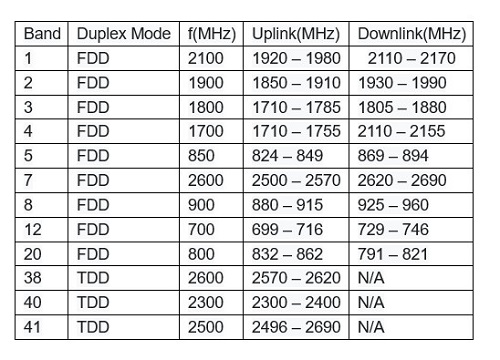 Band Duplex Mode f(MHz) Uplink(MHz) Downlink(MHz)
1 FDD 2100 1920 – 1980 2110 – 2170
2 FDD 1900 1850 – 1910 1930 – 1990
3 FDD 1800 1710 – 1785 1805 – 1880
4 FDD 1700 1710 – 1755 2110 – 2155
5 FDD 850 824 – 849 869 – 894
7 FDD 2600 2500 – 2570 2620 – 2690
8 FDD 900 880 – 915 925 – 960
12 FDD 700 699 – 716 729 – 746
20 FDD 800 832 – 862 791 – 821
38 TDD 2600 2570 – 2620 N/A
40 TDD 2300 2300 – 2400 N/A
41 TDD 2500 2496 – 2690 N/A